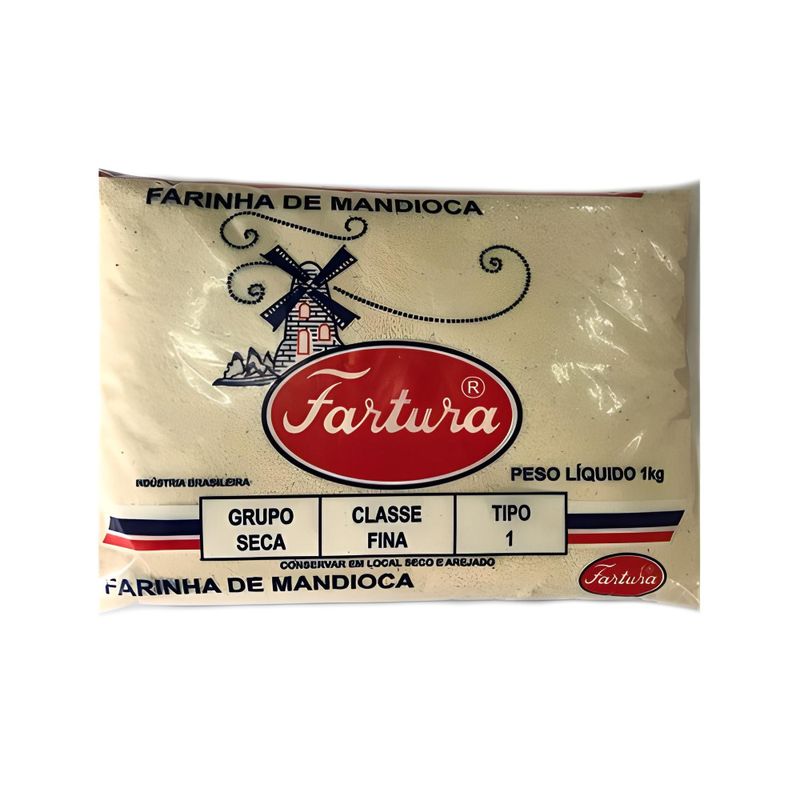 FARINHA DE MANDIOCA
Fartura ®
INDÚSTRIA BRASILEIRA
PESO LÍQUIDO 1kg
GRUPO SECA
CLASSE FINA
TIPO 1
CONSERVAR EM LOCAL SECO E AREJADO
FARINHA DE MANDIOCA
Fartura